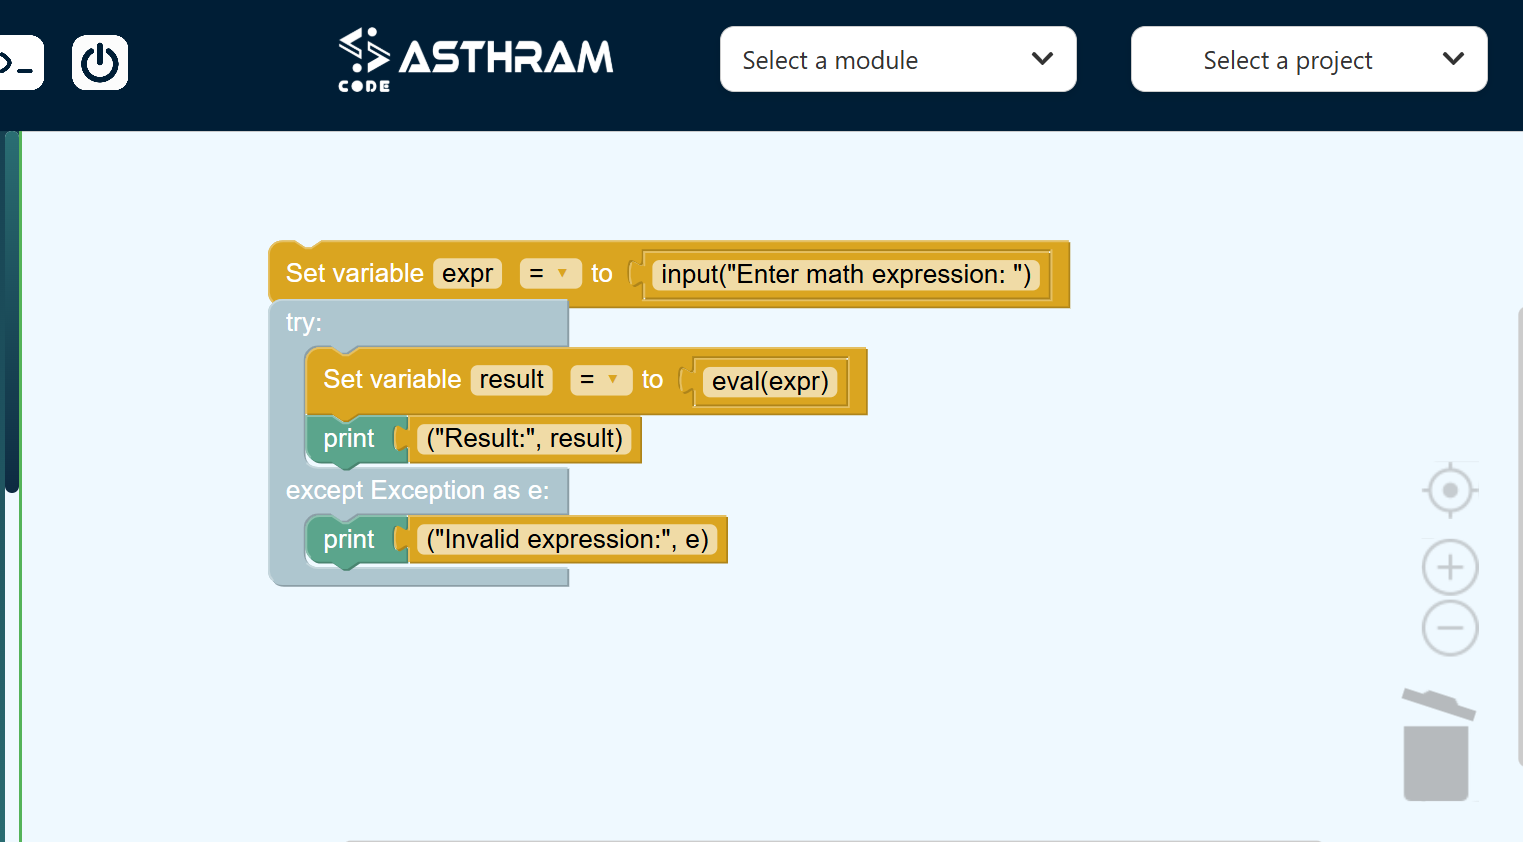 ASTHRAM
CODE
Select a module
Select a project
Set variable expr = to input("Enter math expression: ")
try:
Set variable result = to eval(expr)
print ("Result:", result)
except Exception as e:
print ("Invalid expression:", e)